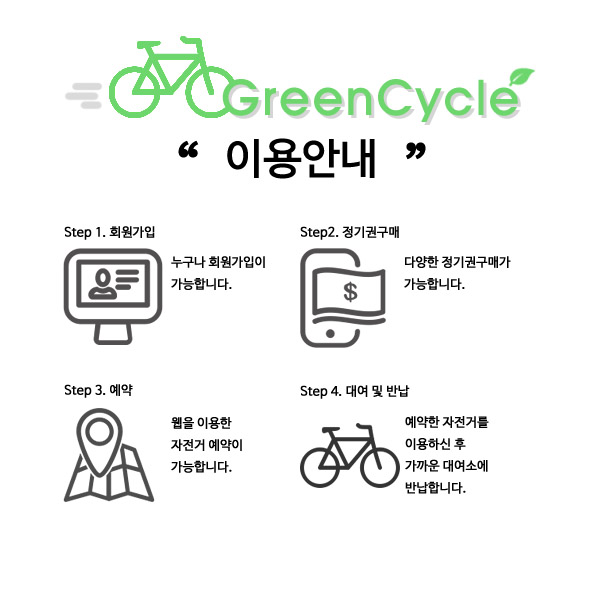 GreenCycle
“ 이용안내 ”
Step 1. 회원가입
누구나 회원가입이
가능합니다.
Step2. 정기권구매
$
다양한 정기권구매가
가능합니다.
Step 3. 예약
웹을 이용한
자전거 예약이
가능합니다.
Step 4. 대여 및 반납
예약한 자전거를
이용하신 후
가까운 대여소에
반납합니다.